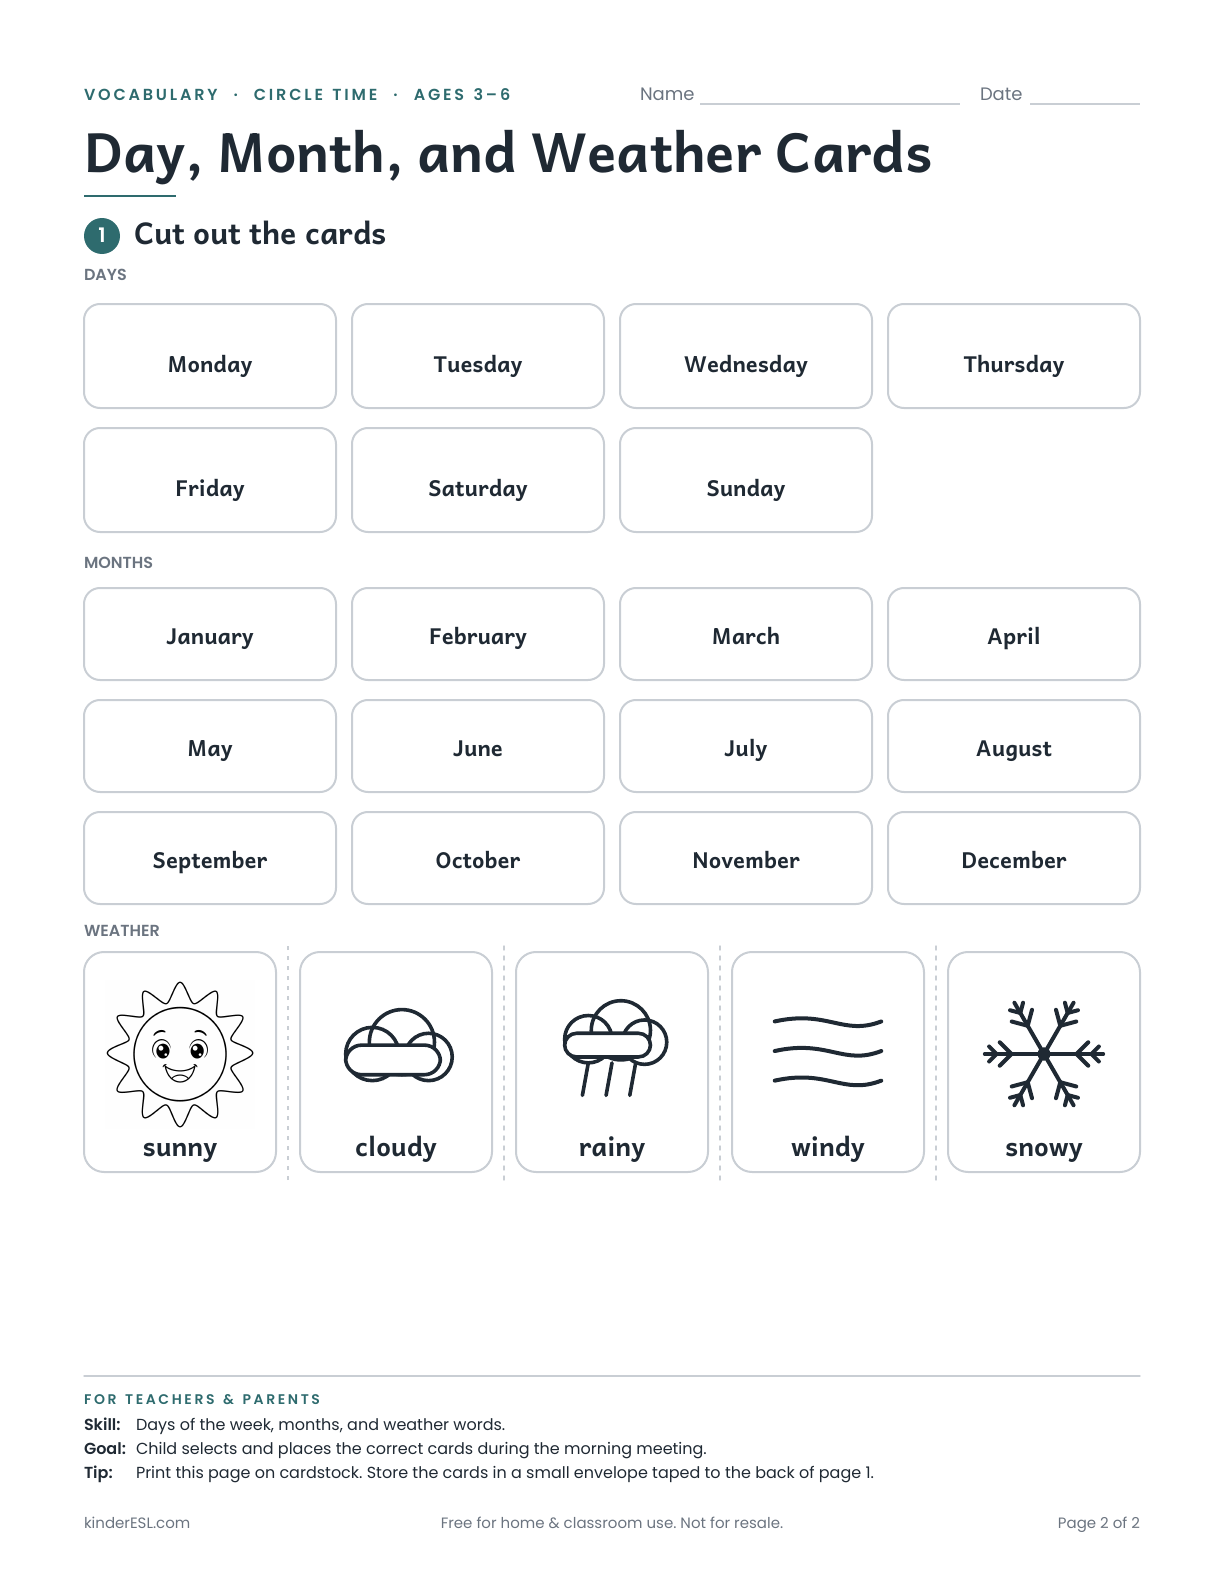 VOCABULARY · CIRCLE TIME · AGES 3–6 Name Date
Day, Month, and Weather Cards
1 Cut out the cards
DAYS
Monday Tuesday Wednesday Thursday
Friday Saturday Sunday
MONTHS
January February March April
May June July August
September October November December
WEATHER
sunny cloudy rainy windy snowy
FOR TEACHERS & PARENTS
Skill: Days of the week, months, and weather words.
Goal: Child selects and places the correct cards during the morning meeting.
Tip: Print this page on cardstock. Store the cards in a small envelope taped to the back of page 1.
kinderESL.com Free for home & classroom use. Not for resale. Page 2 of 2